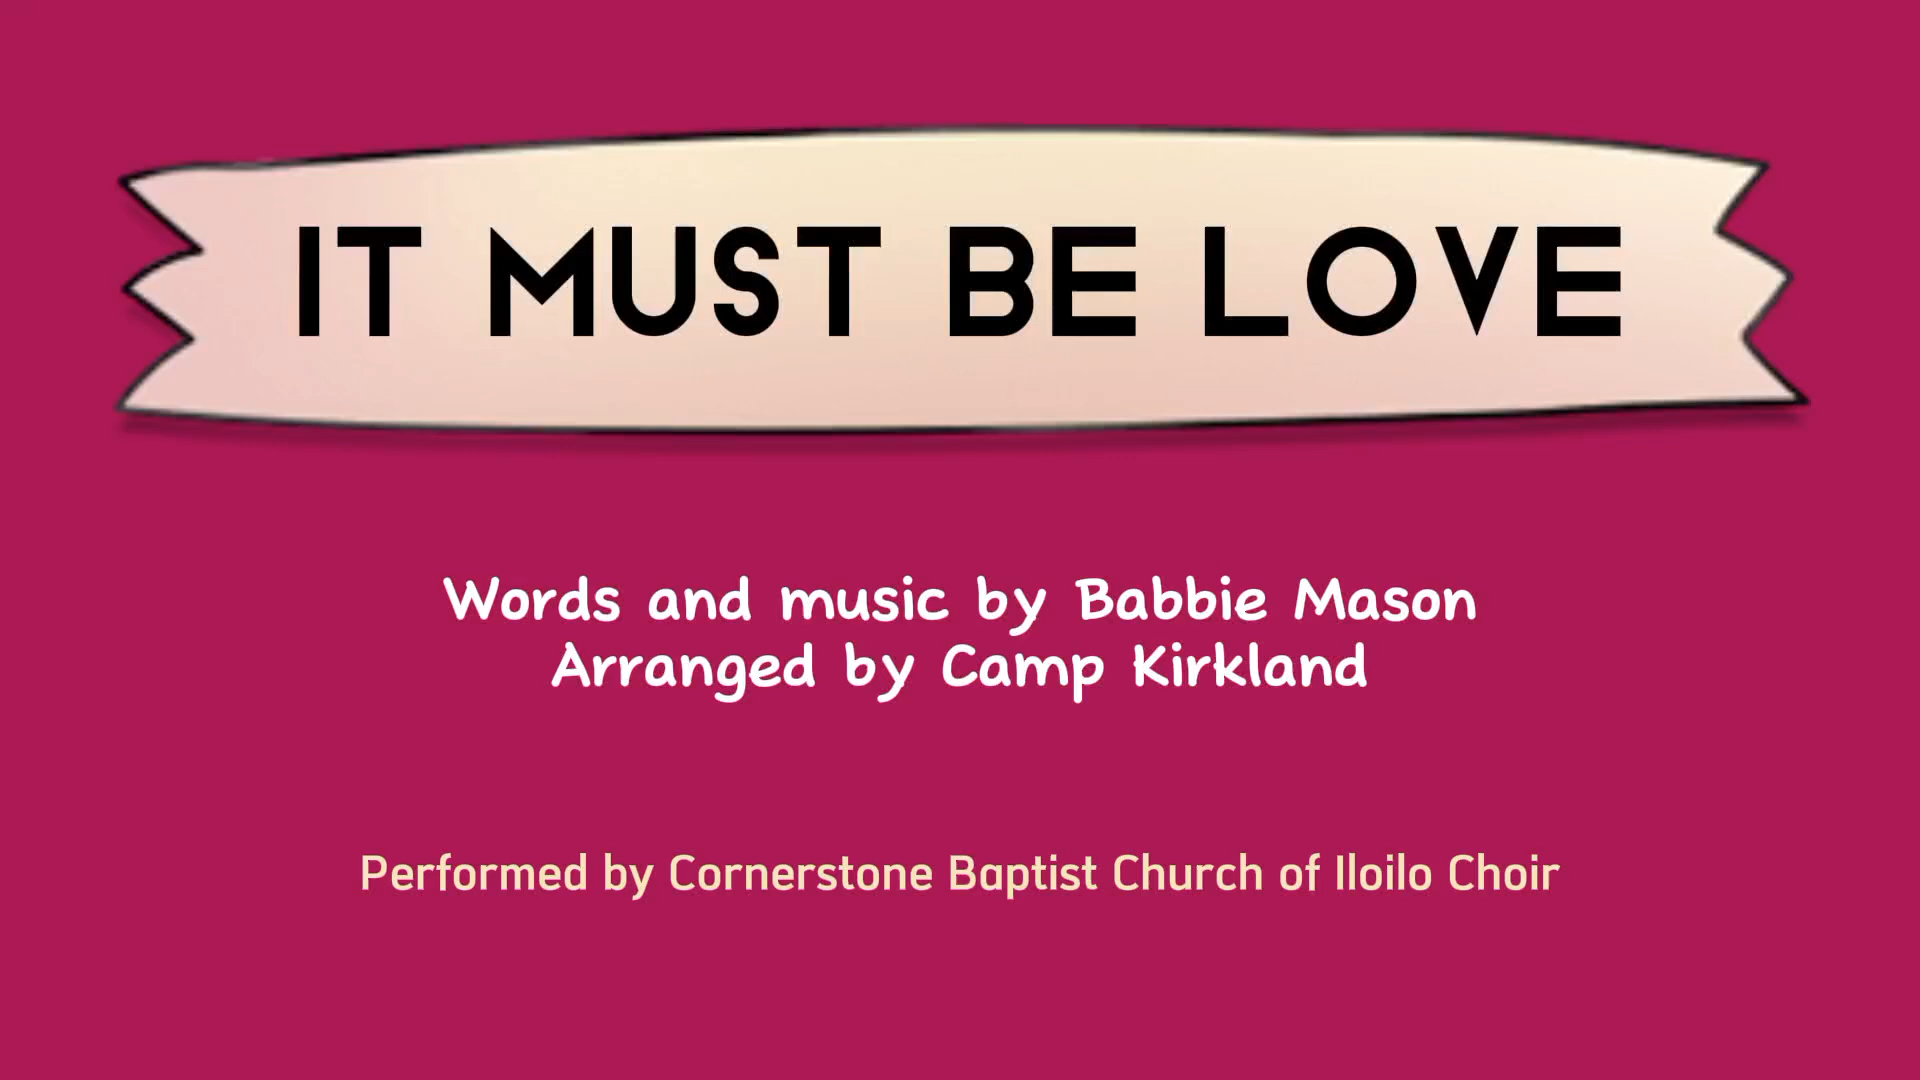 IT MUST BE LOVE
Words and music by Babbie Mason
Arranged by Camp Kirkland
Performed by Cornerstone Baptist Church of Iloilo Choir